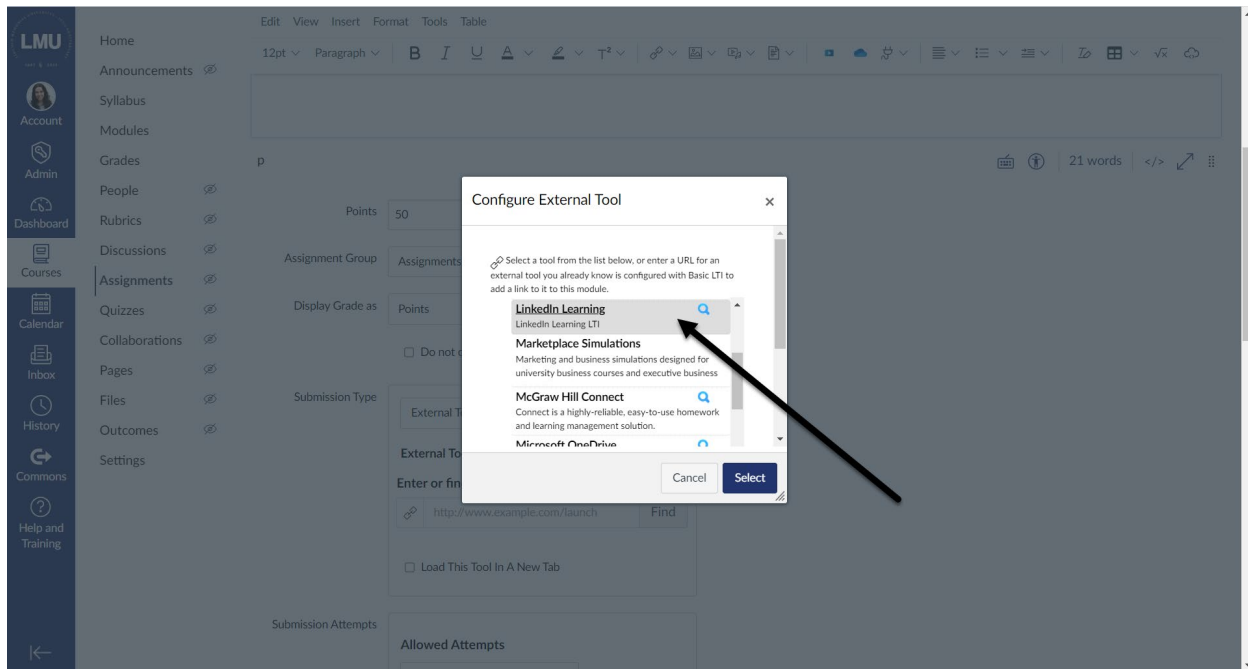 LMU
Account
Admin
Dashboard
Courses
Calendar
Inbox
History
Commons
Help and
Training
Home
Announcements
Syllabus
Modules
Grades
People
Rubrics
Discussions
Assignments
Quizzes
Collaborations
Pages
Files
Outcomes
Settings
Edit View Insert Format Tools Table
12pt Paragraph B I U A T² √x
p
21 words </>
Points 50
Assignment Group Assignments
Display Grade as Points
Do not
Submission Type
External To
External To
Enter or fin
http://www.example.com/launch Find
Load This Tool In A New Tab
Submission Attempts
Allowed Attempts
Configure External Tool ×
Select a tool from the list below, or enter a URL for an
external tool you already know is configured with Basic LTI to
add a link to it to this module.
LinkedIn Learning
LinkedIn Learning LTI
Marketplace Simulations
Marketing and business simulations designed for
university business courses and executive business
McGraw Hill Connect
Connect is a highly-reliable, easy-to-use homework
and learning management solution.
Microsoft OneDrive
Cancel Select